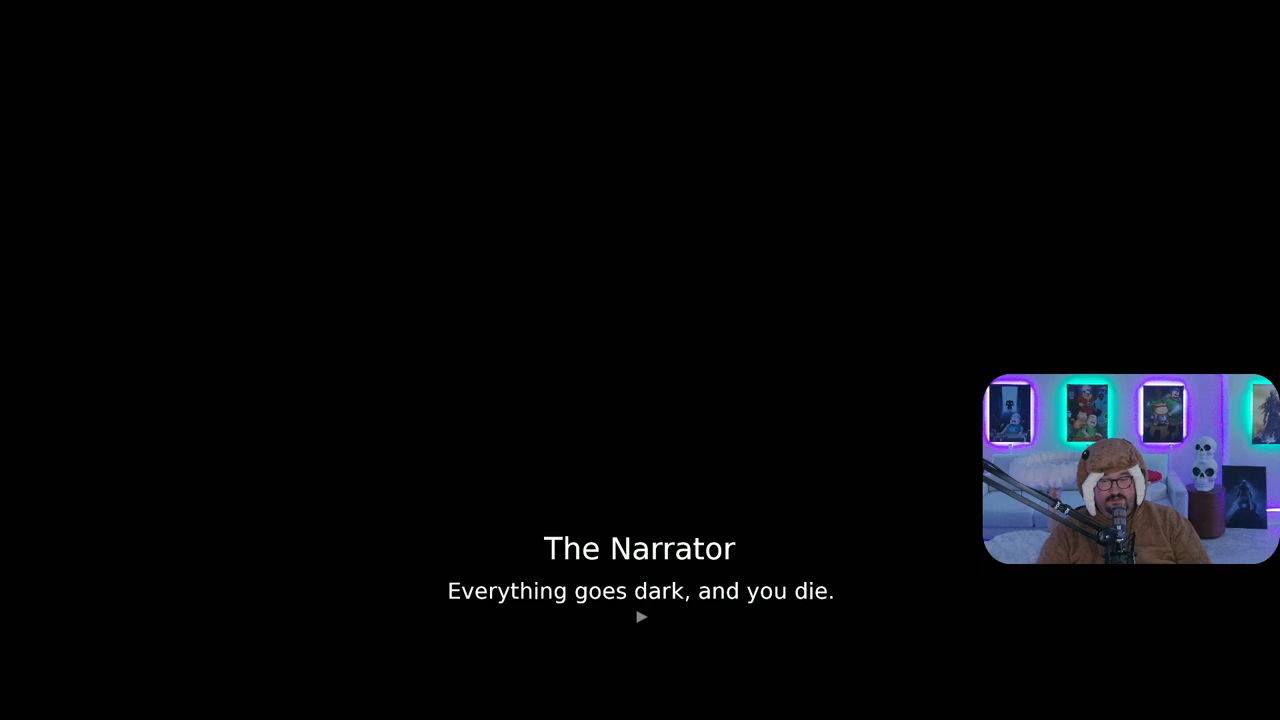 The Narrator
Everything goes dark, and you die.